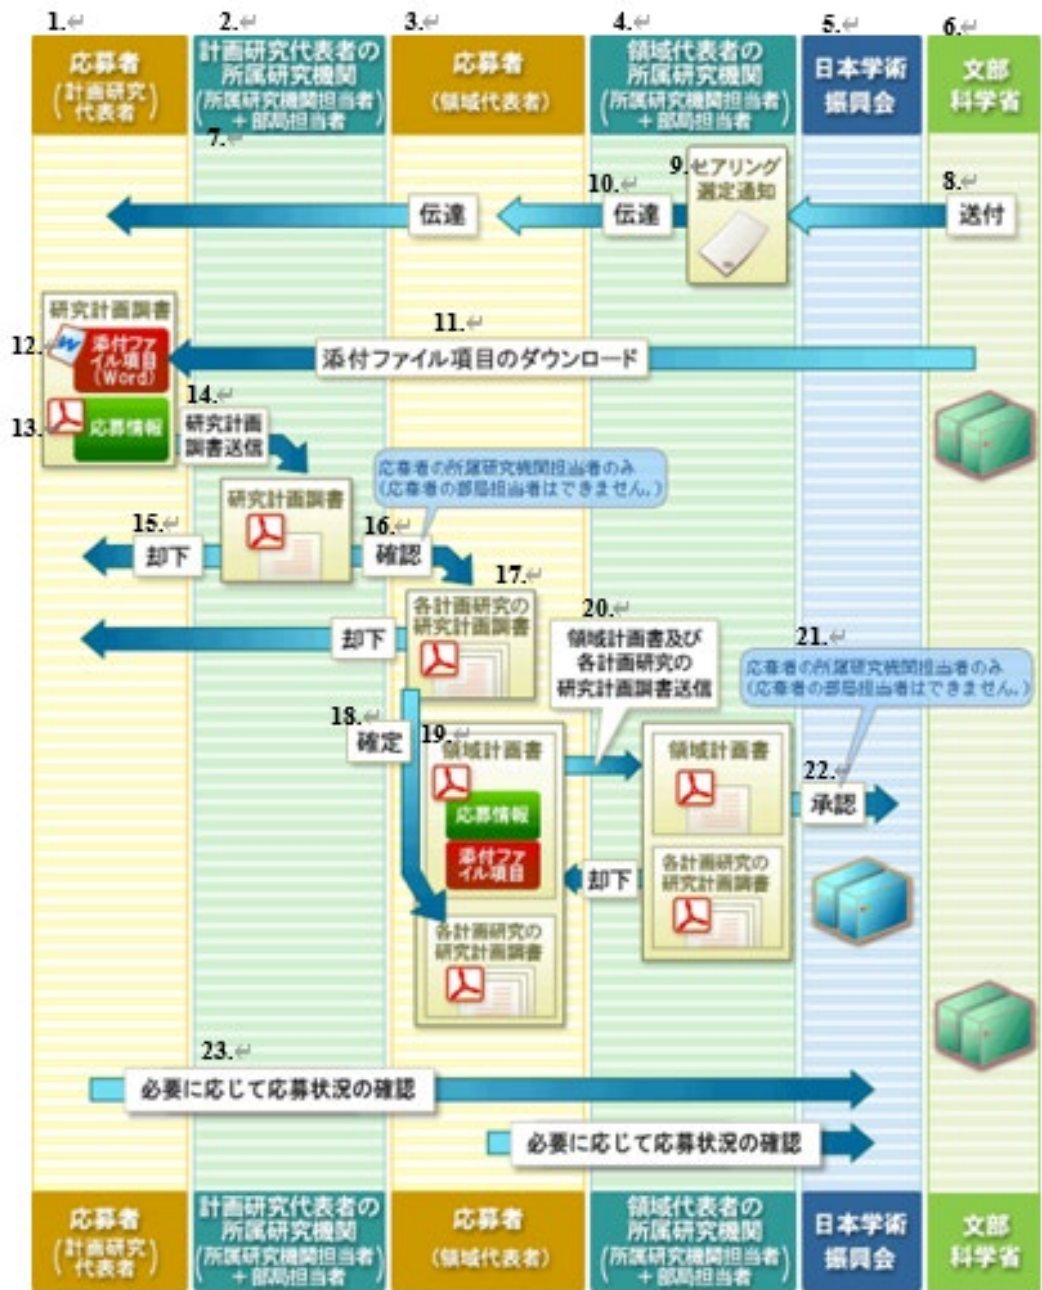 1.↵
2.↵
3.↵
4.↵
5.↵
6.↵
応募者
(計画研究
代表者)
計画研究代表者の
所属研究機関
(所属研究機関担当者
+部局担当者)
応募者
(領域代表者)
領域代表者の
所属研究機関
(所属研究機関担当者
+部局担当者)
日本学術
振興会
文部
科学省
7.↵
9.ヒアリング
選定通知
8.↵
送付
10.↵
伝達
伝達
研究計画調書
11.↵
添付ファイル項目のダウンロード
12.
W
添付ファ
イル項目
(Word)
13.
応募情報
14.↵
研究計画
調書送信
応募者の所属研究機関担当者のみ
(応募者の部局担当者はできません。)
研究計画調書
15.↵
却下
16.↵
確認
17.↵
各計画研究の
研究計画調書
却下
20.↵
領域計画書及び
各計画研究の
研究計画調書送信
21.↵
応募者の所属研究機関担当者のみ
(応募者の部局担当者はできません。)
18.↵
確定
19.↵
領域計画書
応募情報
添付ファ
イル項目
各計画研究の
研究計画調書
領域計画書
却下
各計画研究の
研究計画調書
22.↵
承認
23.↵
必要に応じて応募状況の確認
必要に応じて応募状況の確認
応募者
(計画研究
代表者)
計画研究代表者の
所属研究機関
(所属研究機関担当者
+部局担当者)
応募者
(領域代表者)
領域代表者の
所属研究機関
(所属研究機関担当者
+部局担当者)
日本学術
振興会
文部
科学省